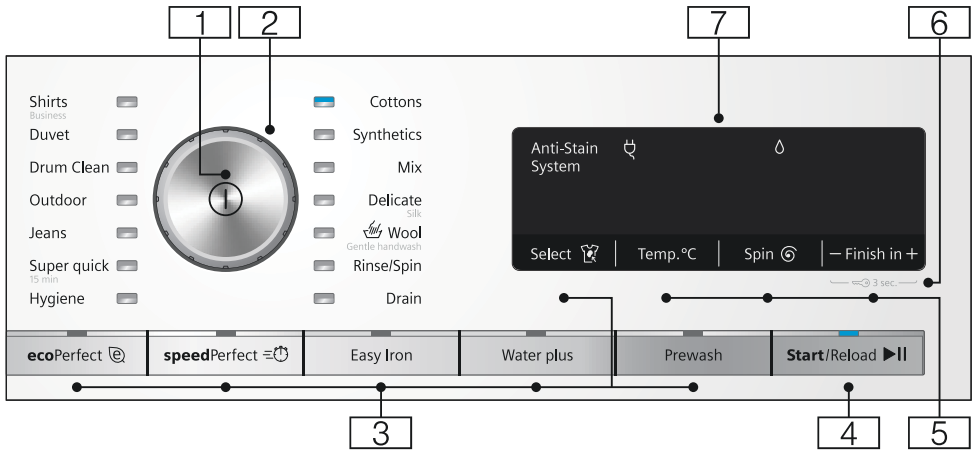 1
2
7
6
Shirts
Business
Duvet
Drum Clean
Outdoor
Jeans
Super quick
15 min
Hygiene
Cottons
Synthetics
Mix
Delicate
Silk
Wool
Gentle handwash
Rinse/Spin
Drain
Anti-Stain
System
Select
Temp. °C
Spin
– Finish in +
3 sec.
ecoPerfect e
speedPerfect
Easy Iron
Water plus
Prewash
Start/Reload
3
4
5